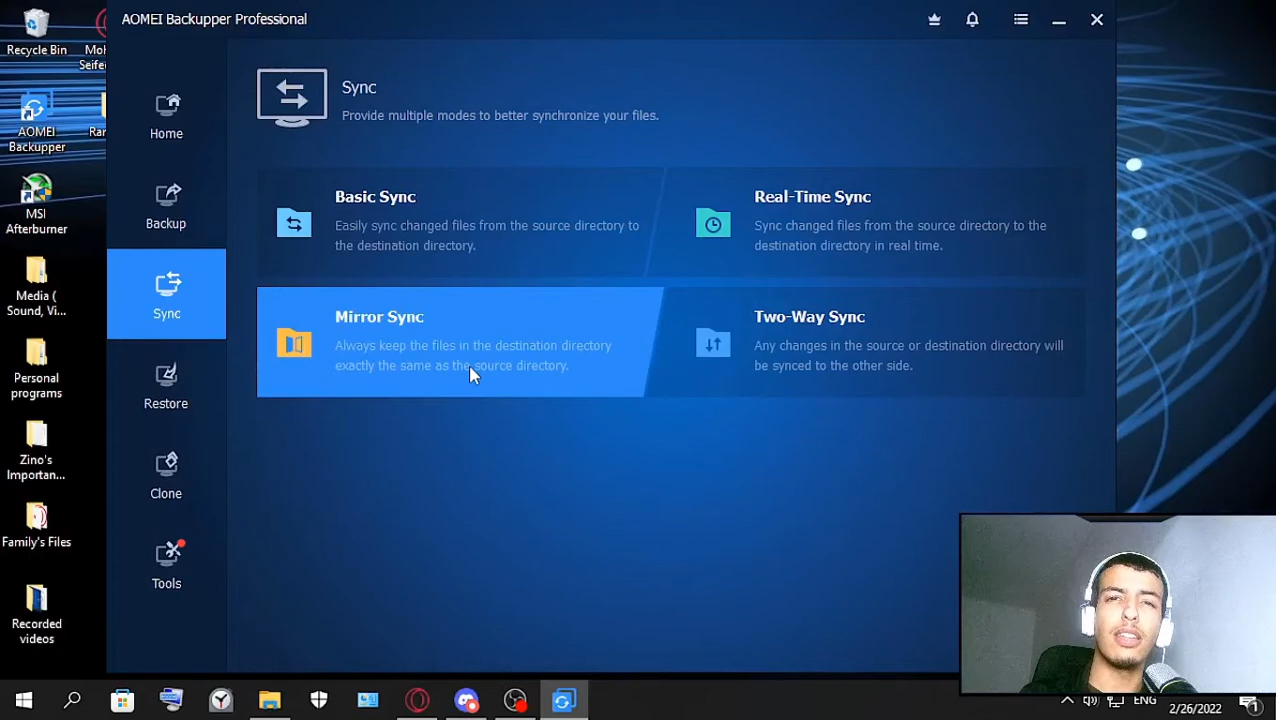 AOMEI Backupper Professional
Recycle Bin
Moh
Seifed
AOMEI
Backupper
Ran
MSI
Afterburner
Media (
Sound, Vi...
Personal
programs
Zino's
Importan...
Family's Files
Recorded
videos
Home
Backup
Sync
Restore
Clone
Tools
Sync
Provide multiple modes to better synchronize your files.
Basic Sync
Easily sync changed files from the source directory to
the destination directory.
Real-Time Sync
Sync changed files from the source directory to the
destination directory in real time.
Mirror Sync
Always keep the files in the destination directory
exactly the same as the source directory.
Two-Way Sync
Any changes in the source or destination directory will
be synced to the other side.
ENG
2/26/2022
1